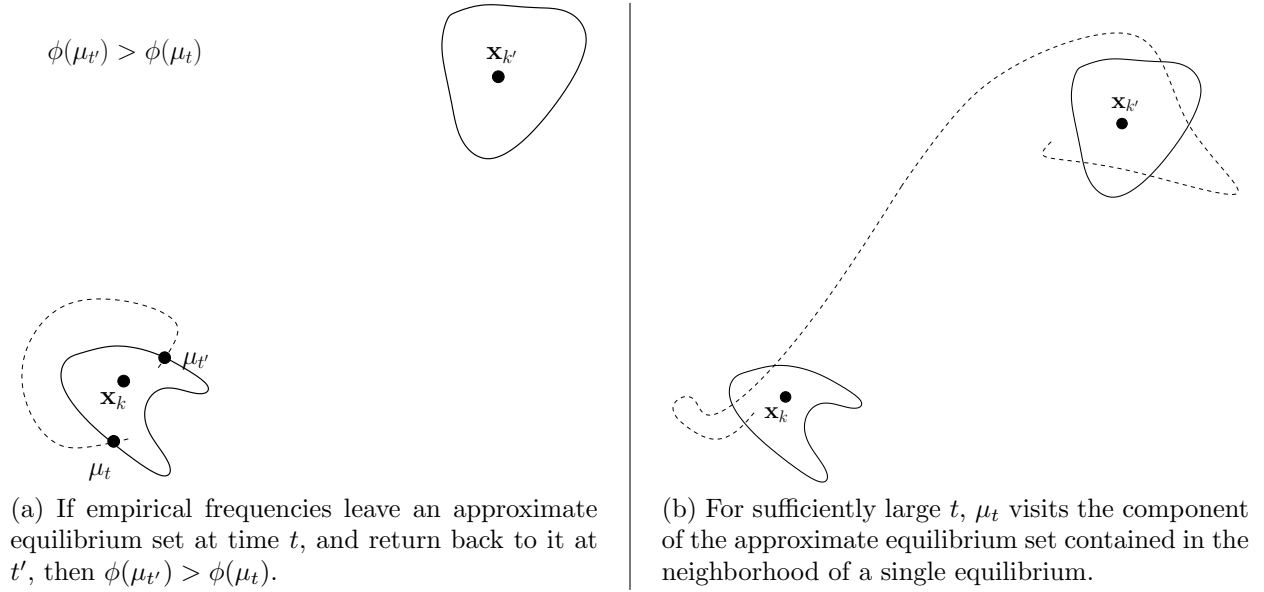 ϕ(μ_{t′}) > ϕ(μ_t)
x_{k′}
μ_{t′}
x_k
μ_t
(a) If empirical frequencies leave an approximate
equilibrium set at time t, and return back to it at
t′, then ϕ(μ_{t′}) > ϕ(μ_t).
x_{k′}
x_k
(b) For sufficiently large t, μ_t visits the component
of the approximate equilibrium set contained in the
neighborhood of a single equilibrium.